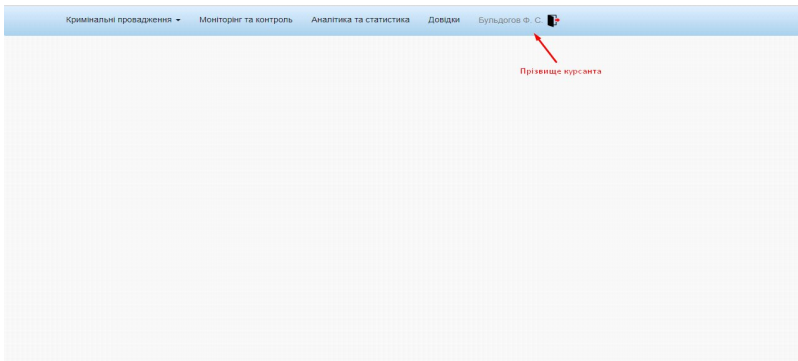 Кримінальні провадження Моніторінг та контроль Аналітика та статистика Довідки Бульдогов Ф. С.
Прізвище курсанта